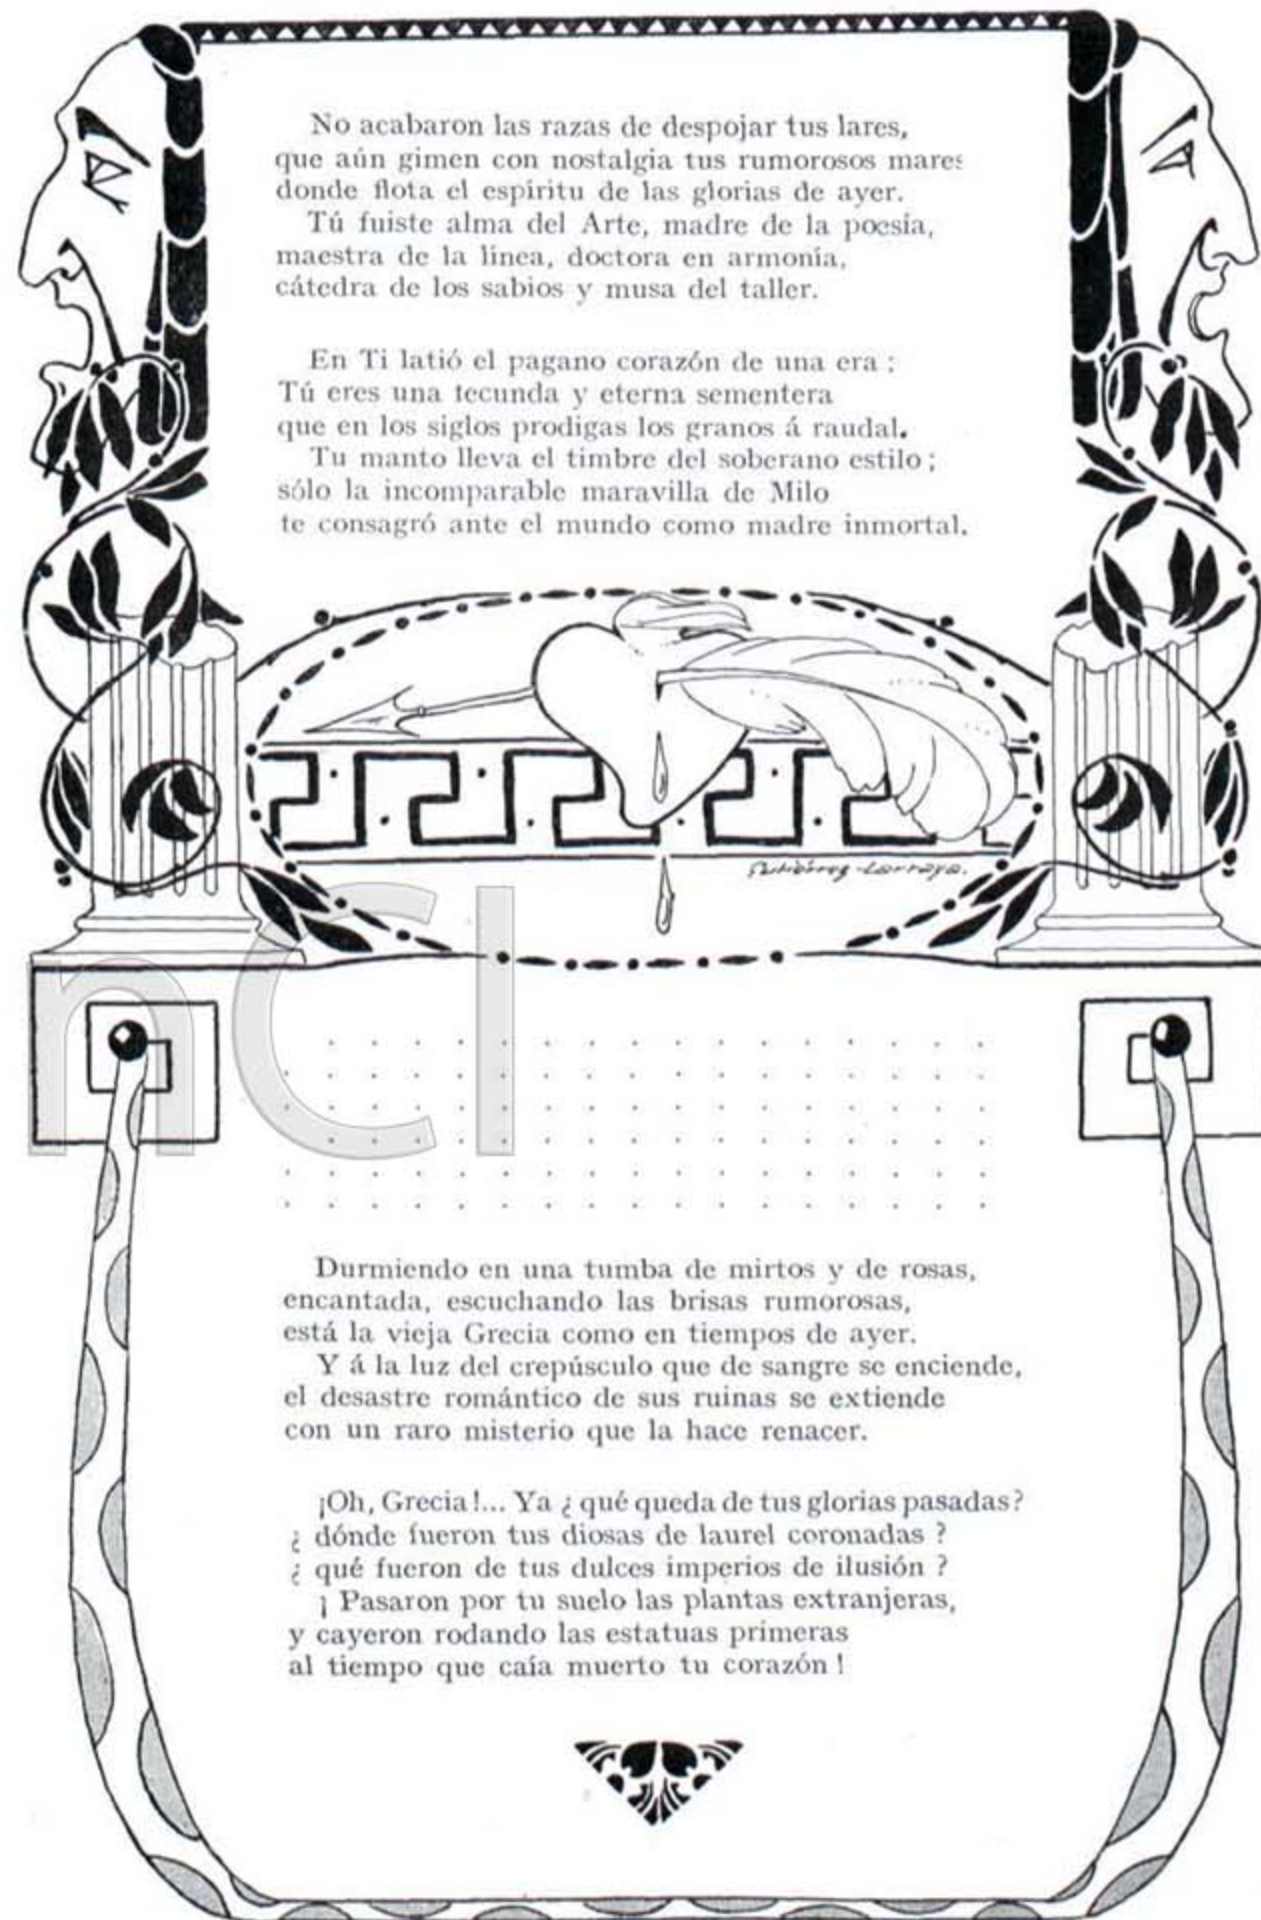 No acabaron las razas de despojar tus lares,
que aún gimen con nostalgia tus rumorosos mares
donde flota el espíritu de las glorias de ayer.
Tú fuiste alma del Arte, madre de la poesía,
maestra de la línea, doctora en armonía,
cátedra de los sabios y musa del taller.
En Ti latió el pagano corazón de una era :
Tú eres una tecunda y eterna sementera
que en los siglos prodigas los granos á raudal.
Tu manto lleva el timbre del soberano estilo ;
sólo la incomparable maravilla de Milo
te consagró ante el mundo como madre inmortal.
Gutiérrez-Larraya.
nCl
. . . . . . . . . . . . . . . .
. . . . . . . . . . . . . . . . .
. . . . . . . . . . . . . . . . .
. . . . . . . . . . . . . . . .
. . . . . . . . . . . . . . . . .
. . . . . . . . . . . . . . . . .
Durmiendo en una tumba de mirtos y de rosas,
encantada, escuchando las brisas rumorosas,
está la vieja Grecia como en tiempos de ayer.
Y á la luz del crepúsculo que de sangre se enciende,
el desastre romántico de sus ruinas se extiende
con un raro misterio que la hace renacer.
¡Oh, Grecia!... Ya ¿ qué queda de tus glorias pasadas?
¿ dónde fueron tus diosas de laurel coronadas ?
¿ qué fueron de tus dulces imperios de ilusión ?
¡ Pasaron por tu suelo las plantas extranjeras,
y cayeron rodando las estatuas primeras
al tiempo que caía muerto tu corazón !